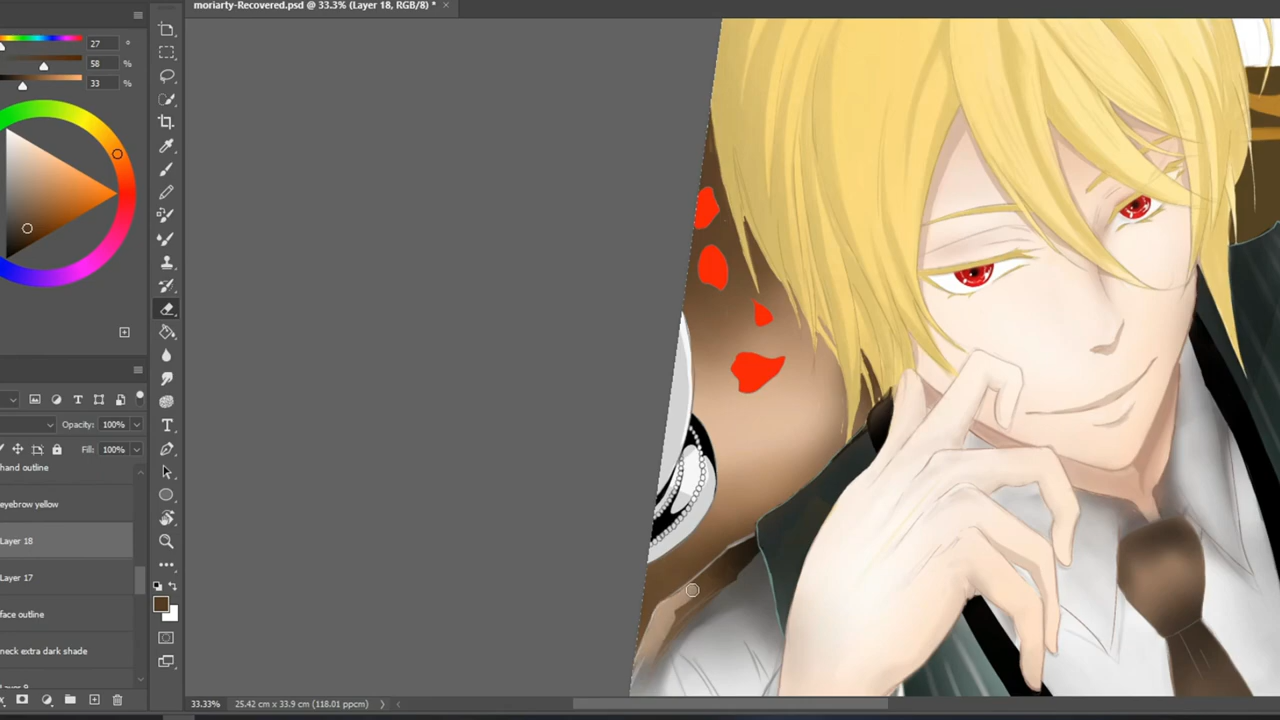 moriarty-Recovered.psd @ 33.3% (Layer 18, RGB/8) *
27 °
58 %
33 %
Opacity: 100%
Fill: 100%
hand outline
eyebrow yellow
Layer 18
Layer 17
face outline
neck extra dark shade
33.33% 25.42 cm x 33.9 cm (118.01 ppcm)